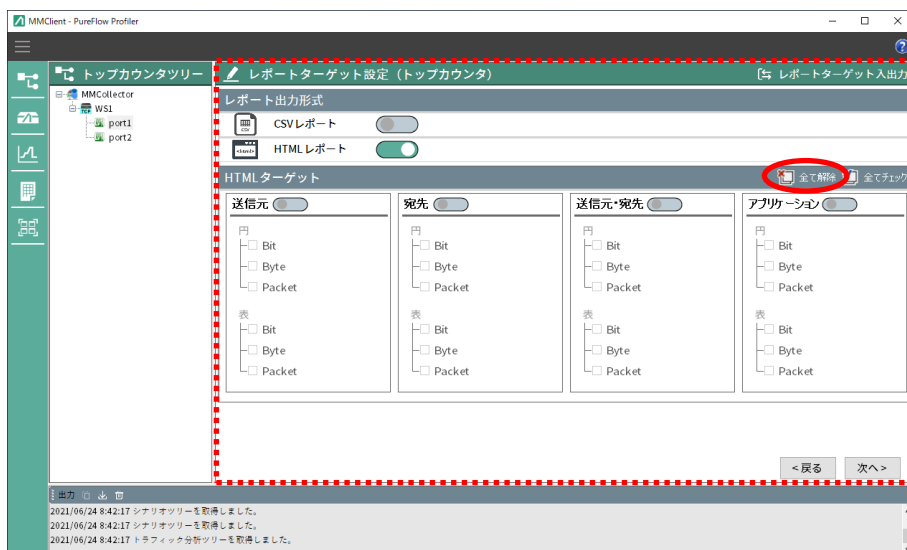 MMClient - PureFlow Profiler
トップカウンタツリー
MMCollector
WS1
port1
port2
レポートターゲット設定（トップカウンタ）
レポートターゲット入出力
レポート出力形式
CSVレポート
HTMLレポート
HTMLターゲット
全て解除
全てチェック
送信元
円
Bit
Byte
Packet
表
Bit
Byte
Packet
宛先
円
Bit
Byte
Packet
表
Bit
Byte
Packet
送信元・宛先
円
Bit
Byte
Packet
表
Bit
Byte
Packet
アプリケーション
円
Bit
Byte
Packet
表
Bit
Byte
Packet
<戻る
次へ>
出力
2021/06/24 8:42:17 シナリオツリーを取得しました。
2021/06/24 8:42:17 シナリオツリーを取得しました。
2021/06/24 8:42:17 トラフィック分析ツリーを取得しました。